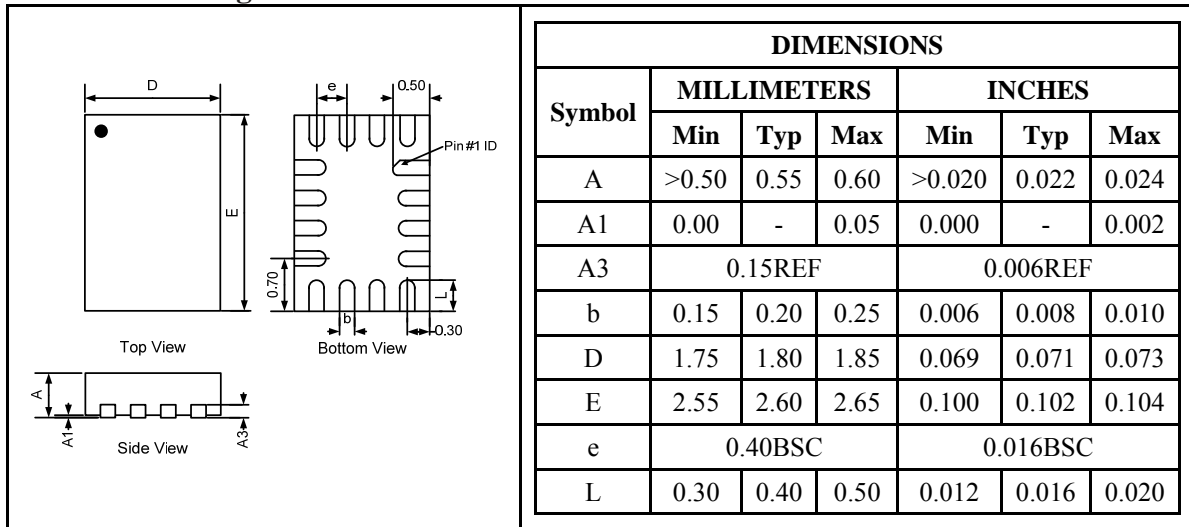 D
E
Top View
A
A1
A3
Side View
e
0.50
Pin #1 ID
0.70
b
L
0.30
Bottom View
DIMENSIONS
Symbol MILLIMETERS INCHES
Min Typ Max Min Typ Max
A >0.50 0.55 0.60 >0.020 0.022 0.024
A1 0.00 - 0.05 0.000 - 0.002
A3 0.15REF 0.006REF
b 0.15 0.20 0.25 0.006 0.008 0.010
D 1.75 1.80 1.85 0.069 0.071 0.073
E 2.55 2.60 2.65 0.100 0.102 0.104
e 0.40BSC 0.016BSC
L 0.30 0.40 0.50 0.012 0.016 0.020